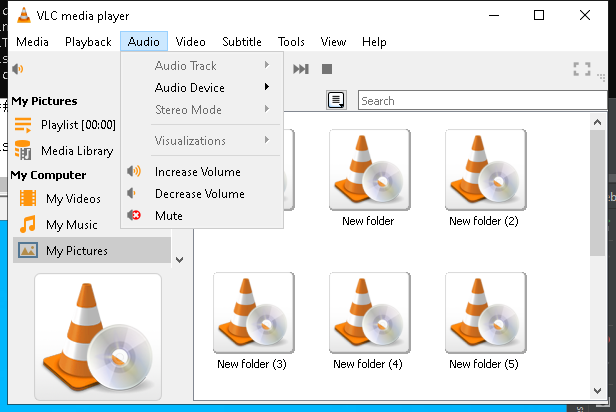 VLC media player
Media Playback Audio Video Subtitle Tools View Help
Audio Track
Audio Device
Stereo Mode
Visualizations
Increase Volume
Decrease Volume
Mute
My Pictures
Playlist [00:00]
Media Library
My Computer
My Videos
My Music
My Pictures
Search
New folder
New folder (2)
New folder (3)
New folder (4)
New folder (5)